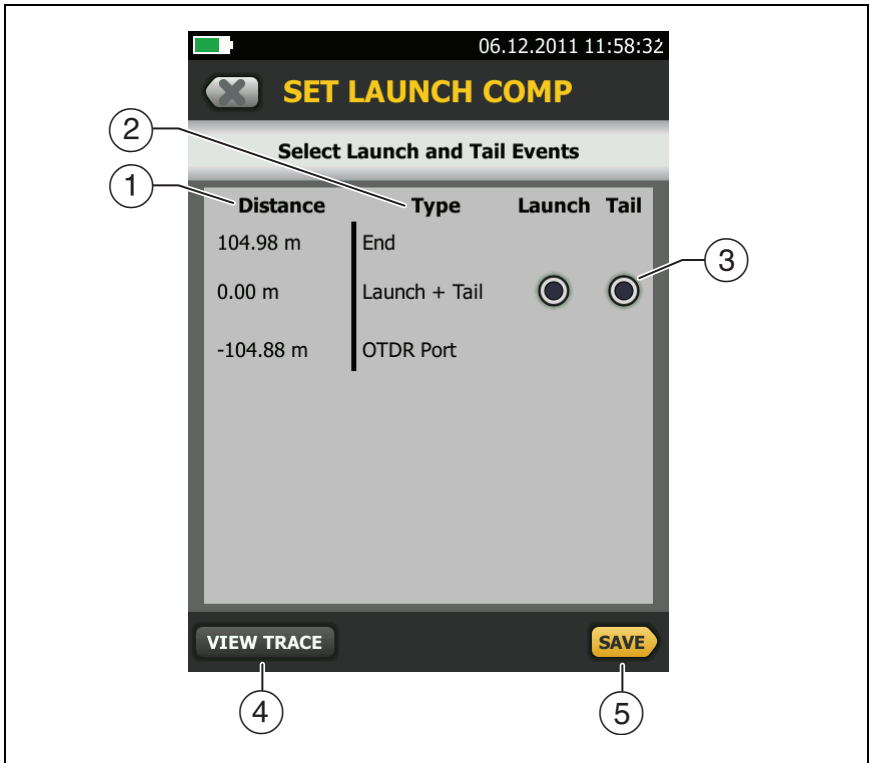 06.12.2011 11:58:32
SET LAUNCH COMP
2
Select Launch and Tail Events
1
Distance Type Launch Tail
104.98 m End
3
0.00 m Launch + Tail
-104.88 m OTDR Port
VIEW TRACE SAVE
4 5